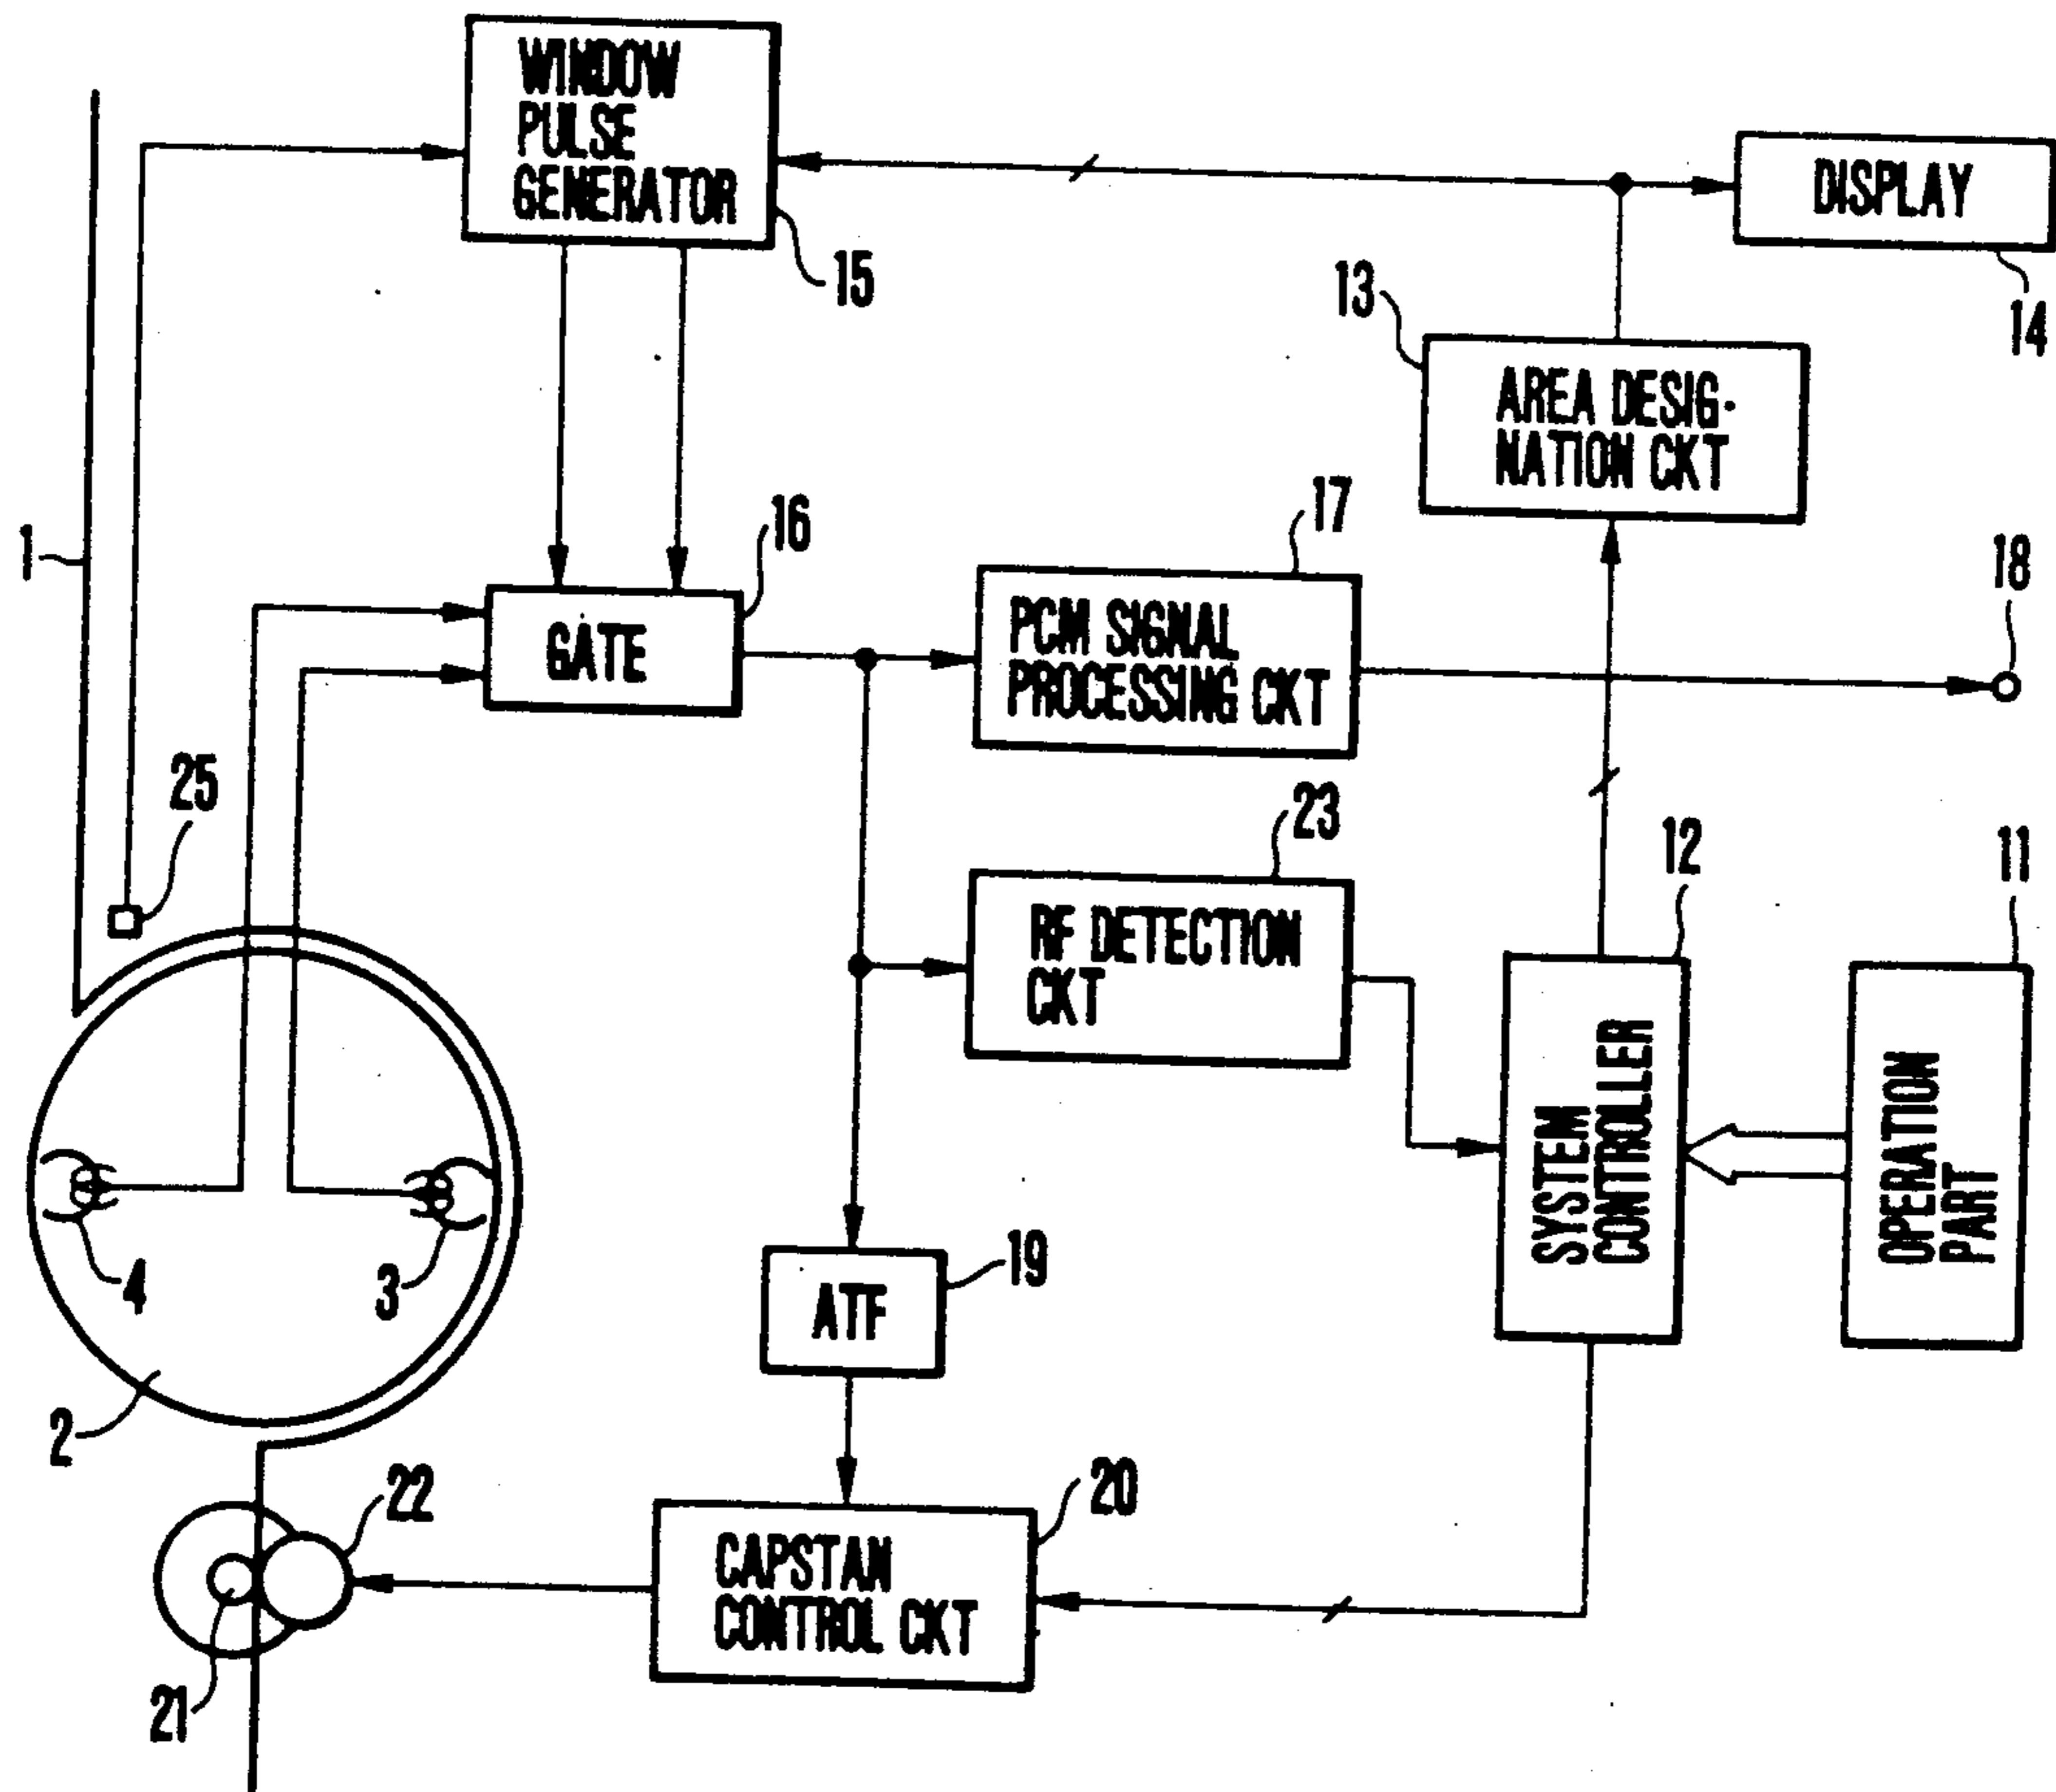 WINDOW
PULSE
GENERATOR
15
DISPLAY
14
13
AREA DESIG-
NATION CKT
1
16
GATE
17
PCM SIGNAL
PROCESSING CKT
18
25
23
RF DETECTION
CKT
12
SYSTEM
CONTROLLER
11
OPERATION
PART
4
3
2
19
ATF
20
CAPSTAN
CONTROL CKT
22
21